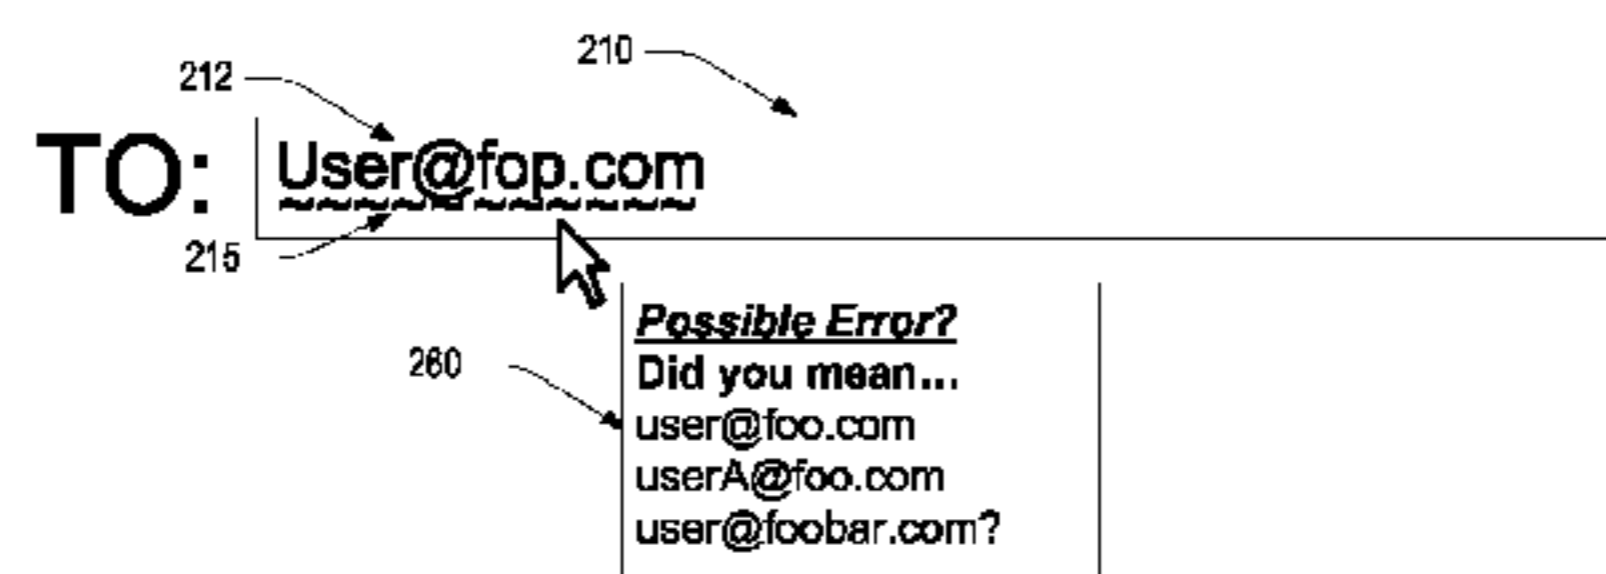 210
212
TO: User@fop.com
215
Possible Error?
260 Did you mean...
user@foo.com
userA@foo.com
user@foobar.com?